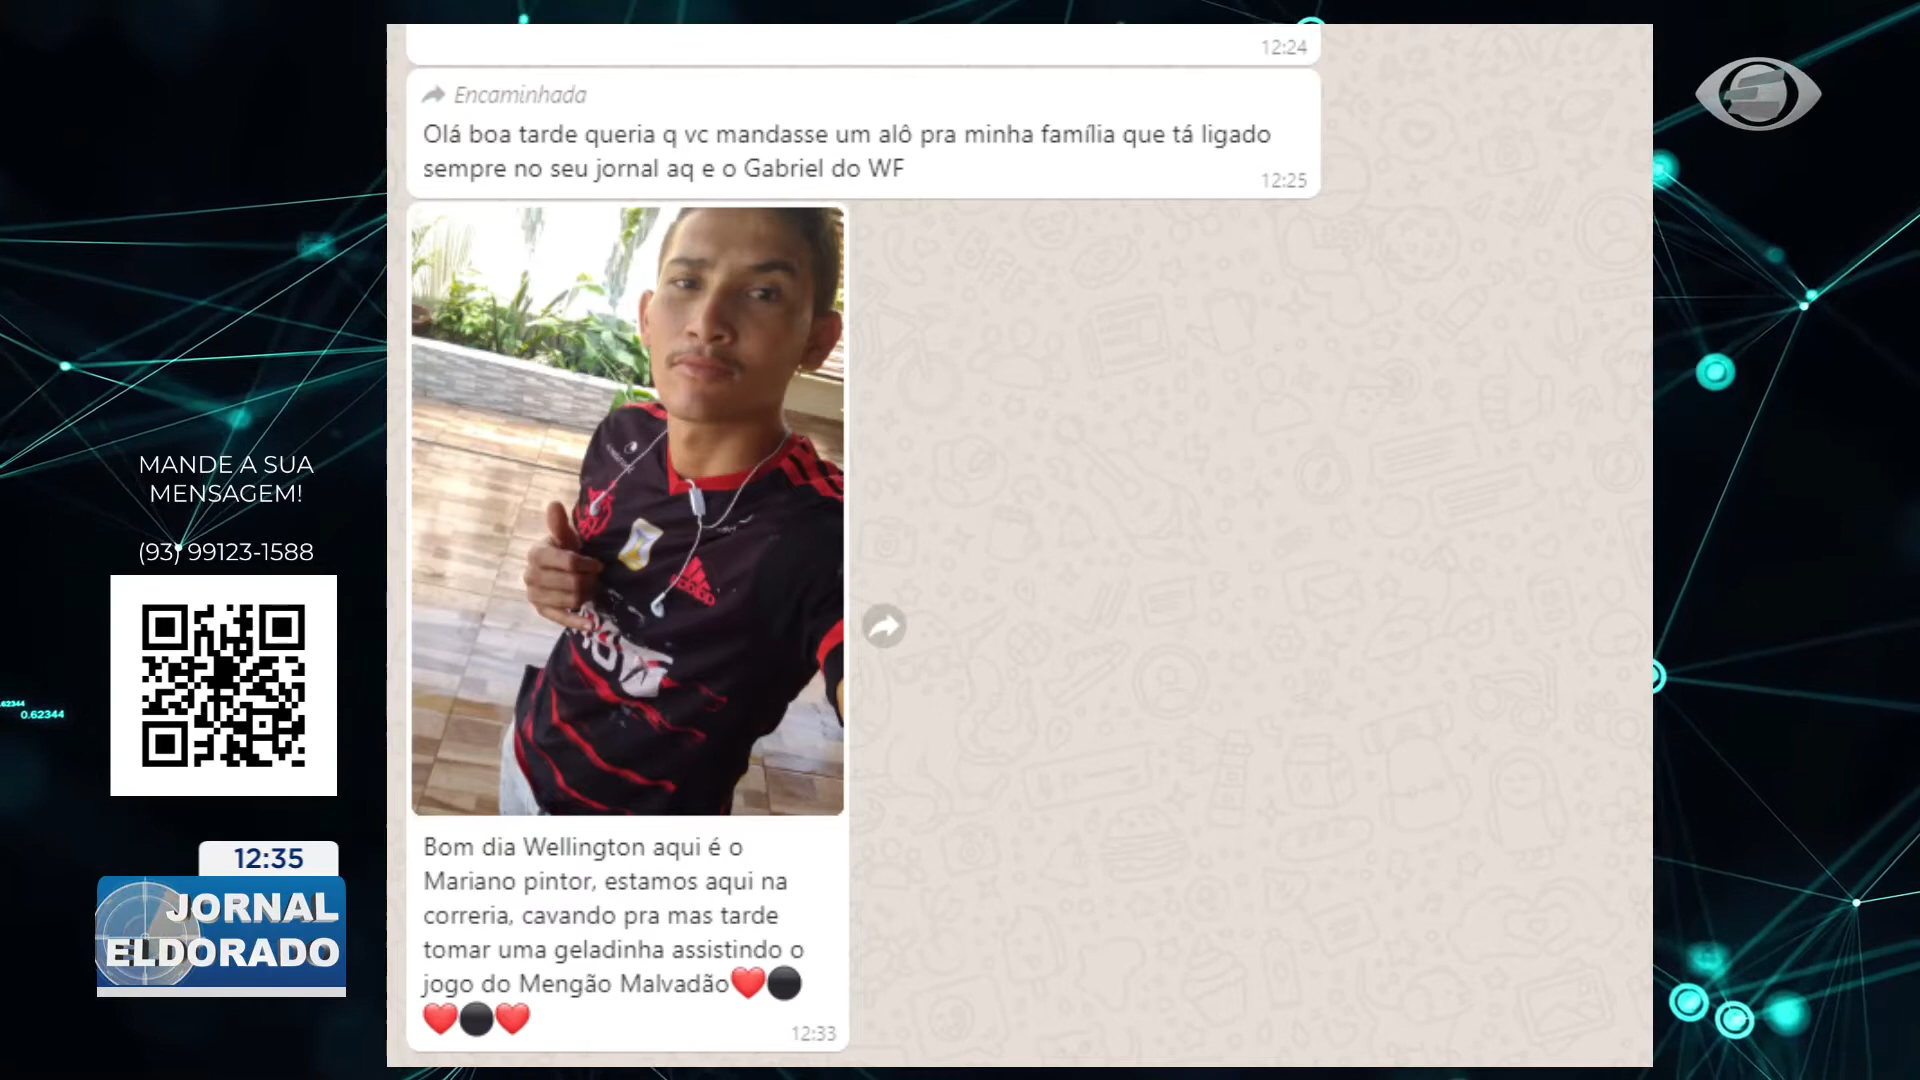 12:24
Encaminhada
Olá boa tarde queria q vc mandasse um alô pra minha família que tá ligado
sempre no seu jornal aq e o Gabriel do WF
12:25
adidas
Bom dia Wellington aqui é o
Mariano pintor, estamos aqui na
correria, cavando pra mas tarde
tomar uma geladinha assistindo o
jogo do Mengão Malvadão❤️⚫
❤️⚫❤️
12:33
MANDE A SUA
MENSAGEM!
(93) 99123-1588
62344
0.62344
12:35
JORNAL
ELDORADO